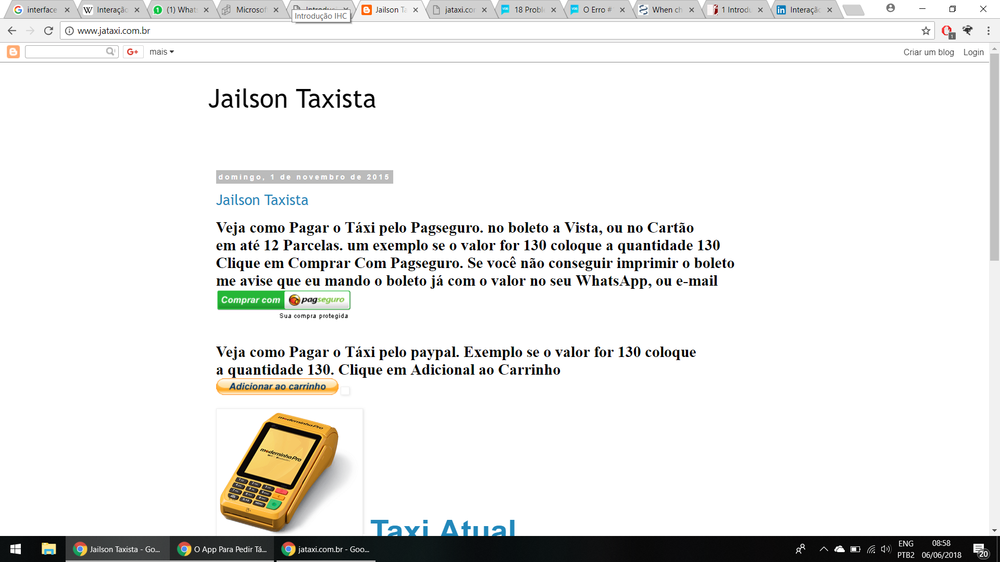 interface
Interação
(1) Whats
Microsof
Introduç
Jailson Ta
jataxi.cor
18 Proble
O Erro #
When ch
1 Introdu
Interação
Introdução IHC
www.jataxi.com.br
1
G+
mais
Criar um blog
Login
Jailson Taxista
domingo, 1 de novembro de 2015
Jailson Taxista
Veja como Pagar o Táxi pelo Pagseguro. no boleto a Vista, ou no Cartão
em até 12 Parcelas. um exemplo se o valor for 130 coloque a quantidade 130
Clique em Comprar Com Pagseguro. Se você não conseguir imprimir o boleto
me avise que eu mando o boleto já com o valor no seu WhatsApp, ou e-mail
Comprar com pagseguro
Sua compra protegida
Veja como Pagar o Táxi pelo paypal. Exemplo se o valor for 130 coloque
a quantidade 130. Clique em Adicional ao Carrinho
Adicionar ao carrinho
moderninha Pro
moderninha Pro
MENU
Taxi Atual
Jailson Taxista - Go...
O App Para Pedir Tá...
jataxi.com.br - Goo...
ENG
PTB2
08:58
06/06/2018
20